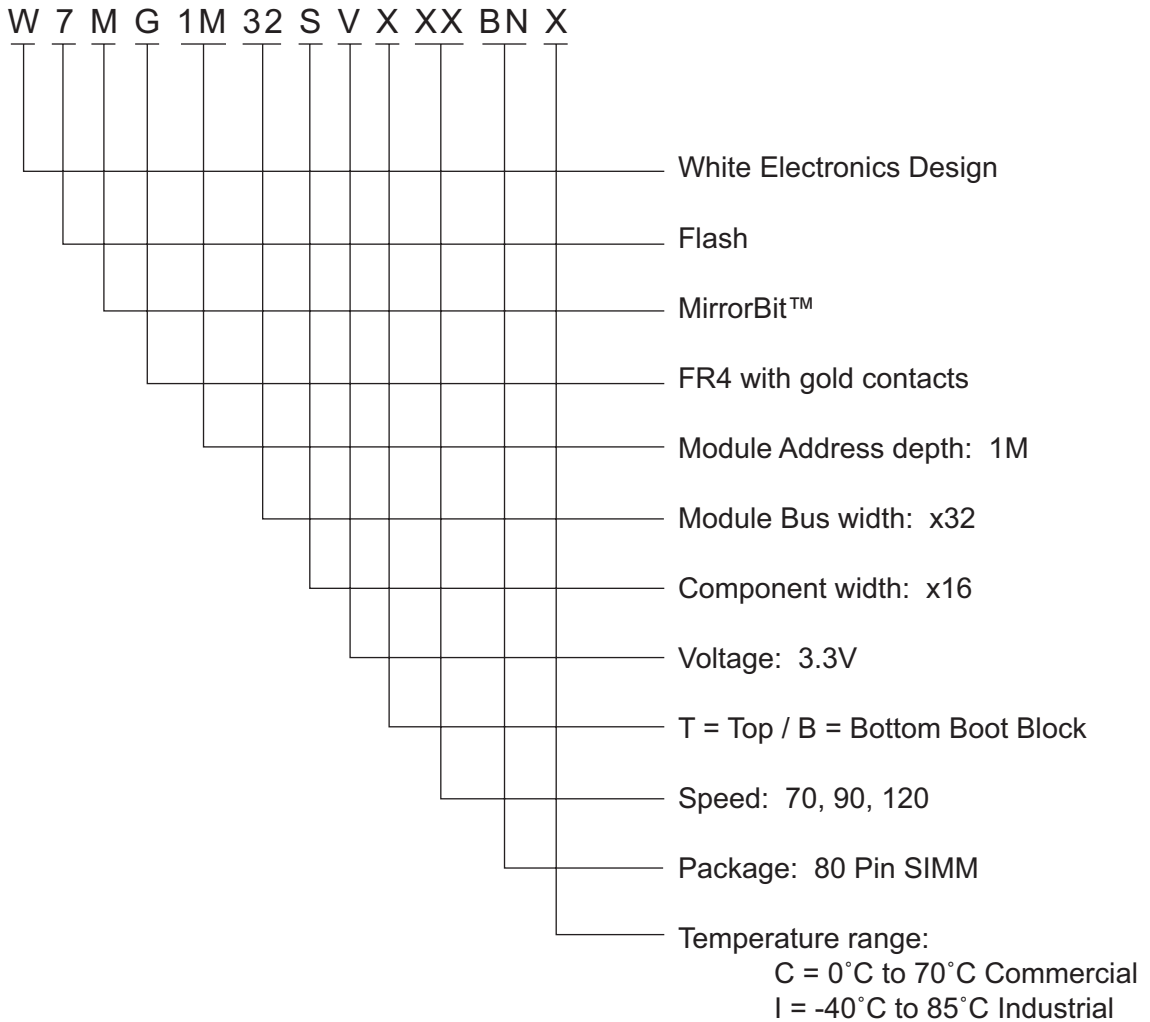 W 7 M G 1M 32 S V X XX BN X
White Electronics Design
Flash
MirrorBit™
FR4 with gold contacts
Module Address depth: 1M
Module Bus width: x32
Component width: x16
Voltage: 3.3V
T = Top / B = Bottom Boot Block
Speed: 70, 90, 120
Package: 80 Pin SIMM
Temperature range:
C = 0˚C to 70˚C Commercial
I = -40˚C to 85˚C Industrial